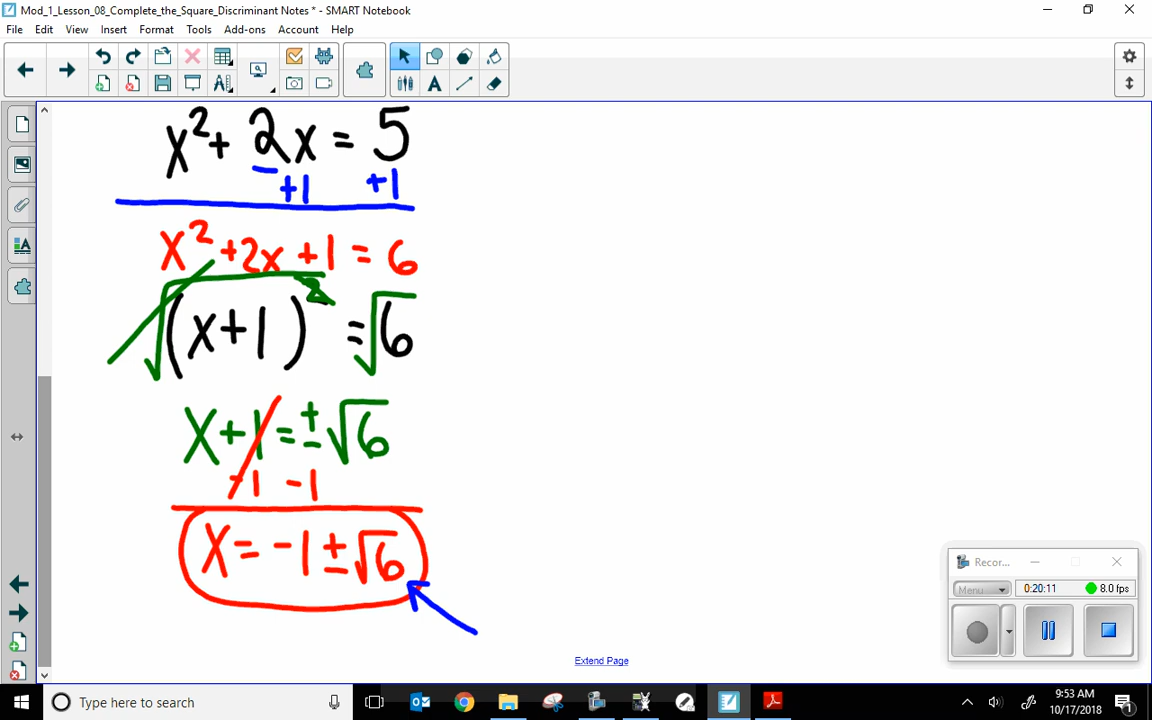 Mod_1_Lesson_08_Complete_the_Square_Discriminant Notes * - SMART Notebook
File Edit View Insert Format Tools Add-ons Account Help
x² + 2x = 5
+1 +1
x² + 2x + 1 = 6
√(x+1)² = √6
x + 1 = ± √6
-1 -1
x = -1 ± √6
Extend Page
Recor...
Menu 0:20:11 8.0 fps
Type here to search
9:53 AM
10/17/2018
1